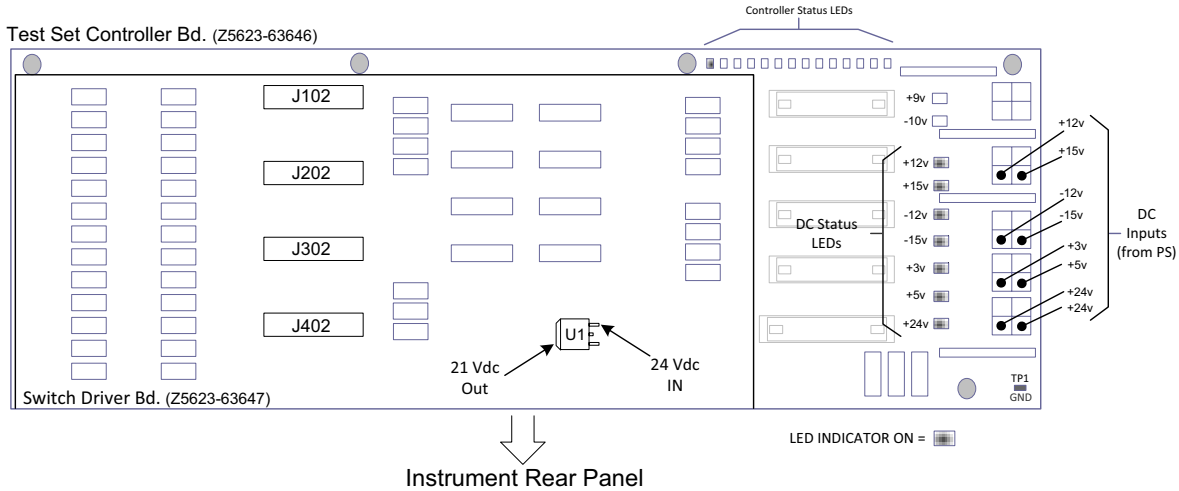 Controller Status LEDs
Test Set Controller Bd. (Z5623-63646)
J102
J202
J302
J402
U1
21 Vdc
Out
24 Vdc
IN
Switch Driver Bd. (Z5623-63647)
+9v
-10v
+12v
+15v
-12v
-15v
+3v
+5v
+24v
DC Status
LEDs
+12v
+15v
-12v
-15v
+3v
+5v
+24v
+24v
DC
Inputs
(from PS)
TP1
GND
LED INDICATOR ON =
Instrument Rear Panel